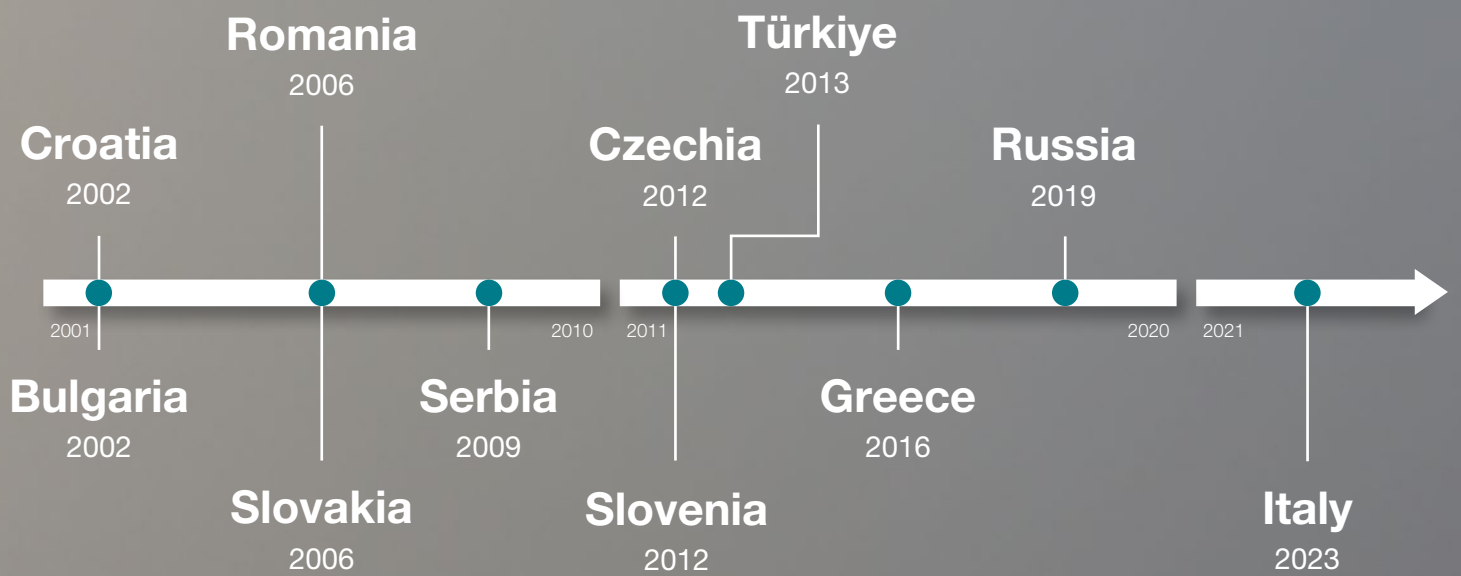 Romania
2006
Türkiye
2013
Croatia
2002
Czechia
2012
Russia
2019
2001
2010
2011
2020
2021
Bulgaria
2002
Serbia
2009
Greece
2016
Slovakia
2006
Slovenia
2012
Italy
2023